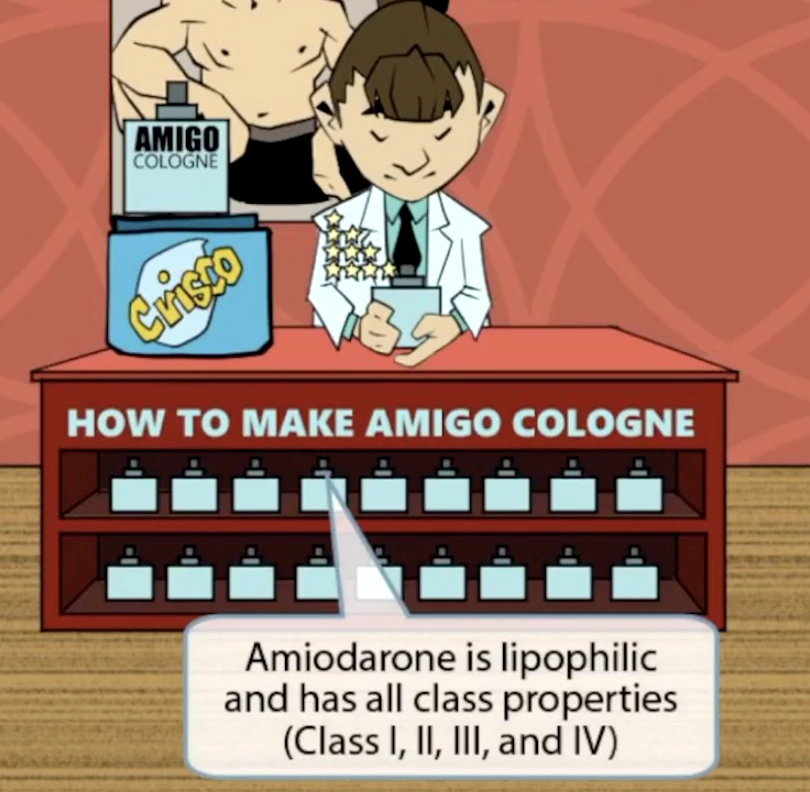 AMIGO
COLOGNE
Crisco
HOW TO MAKE AMIGO COLOGNE
Amiodarone is lipophilic
and has all class properties
(Class I, II, III, and IV)